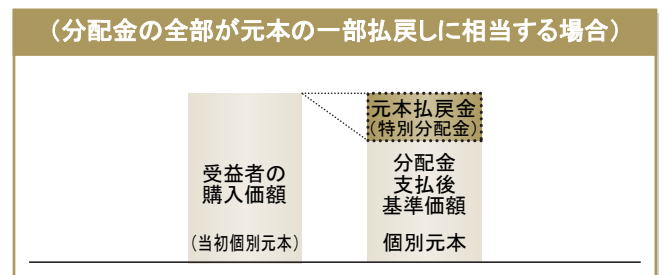 (分配金の全部が元本の一部払戻しに相当する場合)
元本払戻金
(特別分配金)
受益者の
購入価額
(当初個別元本)
分配金
支払後
基準価額
個別元本